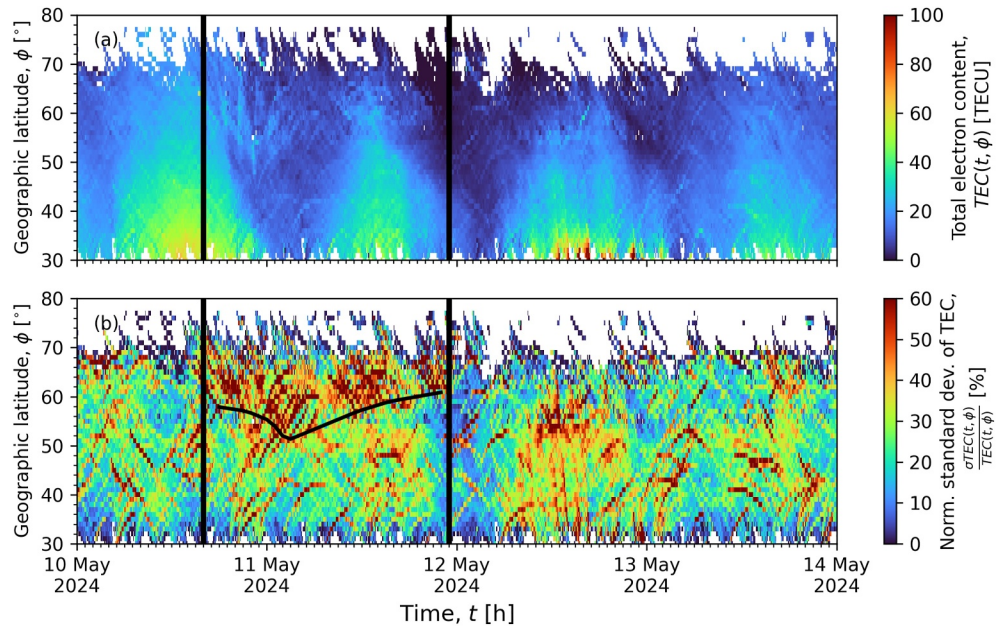 80
70
60
50
40
30
Geographic latitude, ϕ [°]
(a)
100
80
60
40
20
0
Total electron content,
TEC(t, ϕ) [TECU]
80
70
60
50
40
30
Geographic latitude, ϕ [°]
(b)
60
50
40
30
20
10
0
Norm. standard dev. of TEC,
σTEC(t, ϕ)
TEC(t, ϕ)
[%]
10 May
2024
11 May
2024
12 May
2024
13 May
2024
14 May
2024
Time, t [h]